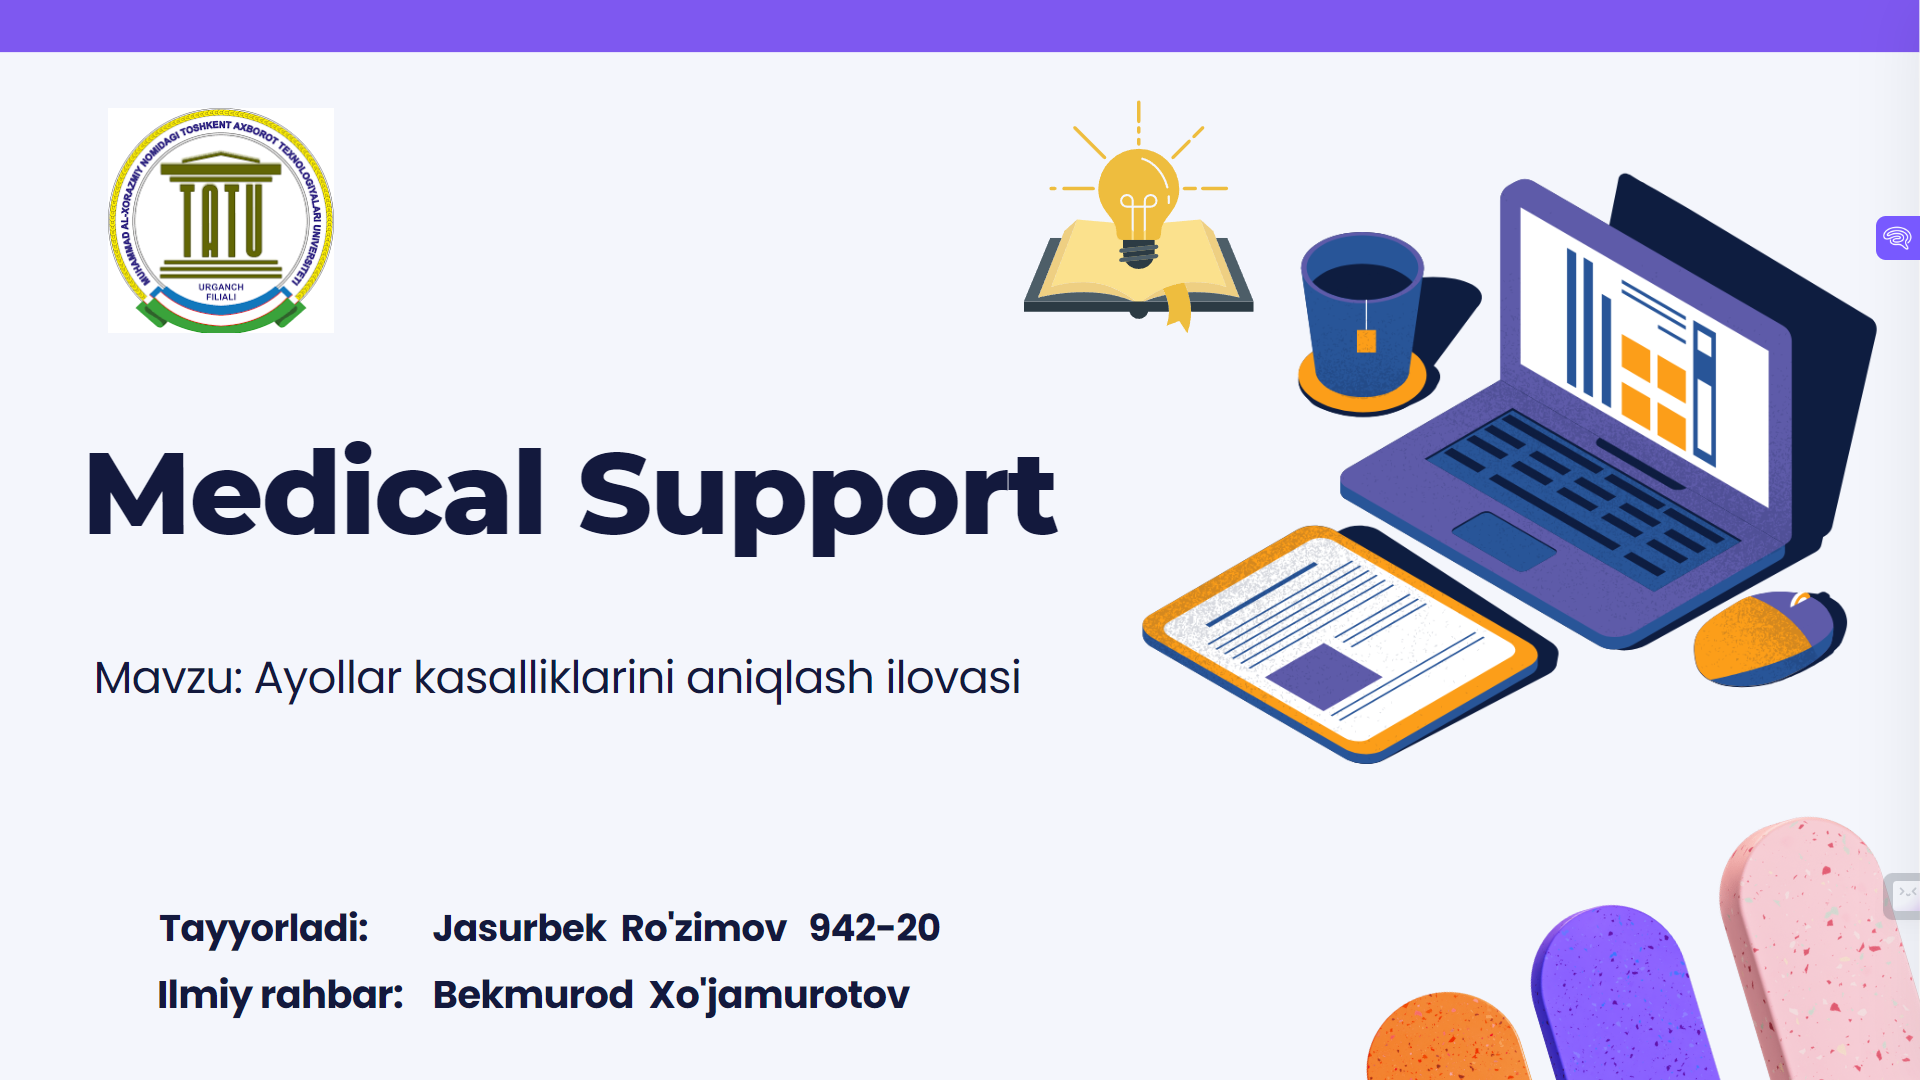 MUHAMMAD AL-XORAZMIY NOMIDAGI TOSHKENT AXBOROT TEXNOLOGIYALARI UNIVERSITETI
TATU
URGANCH
FILIALI
Medical Support
Mavzu: Ayollar kasalliklarini aniqlash ilovasi
Tayyorladi: Jasurbek Ro'zimov 942-20
Ilmiy rahbar: Bekmurod Xo'jamurotov